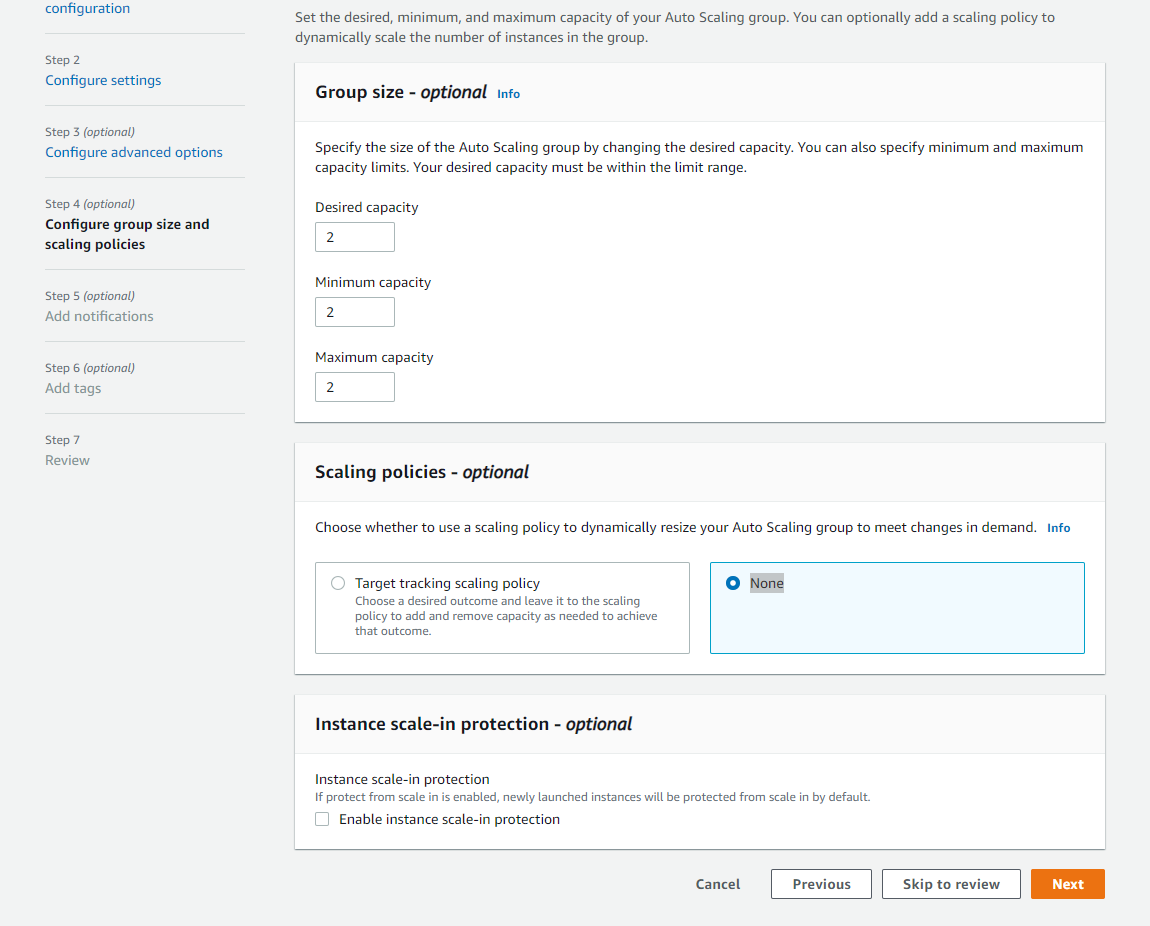 configuration
Step 2
Configure settings
Step 3 (optional)
Configure advanced options
Step 4 (optional)
Configure group size and
scaling policies
Step 5 (optional)
Add notifications
Step 6 (optional)
Add tags
Step 7
Review
Set the desired, minimum, and maximum capacity of your Auto Scaling group. You can optionally add a scaling policy to
dynamically scale the number of instances in the group.
Group size - optional Info
Specify the size of the Auto Scaling group by changing the desired capacity. You can also specify minimum and maximum
capacity limits. Your desired capacity must be within the limit range.
Desired capacity
2
Minimum capacity
2
Maximum capacity
2
Scaling policies - optional
Choose whether to use a scaling policy to dynamically resize your Auto Scaling group to meet changes in demand. Info
Target tracking scaling policy
Choose a desired outcome and leave it to the scaling
policy to add and remove capacity as needed to achieve
that outcome.
None
Instance scale-in protection - optional
Instance scale-in protection
If protect from scale in is enabled, newly launched instances will be protected from scale in by default.
Enable instance scale-in protection
Cancel Previous Skip to review Next